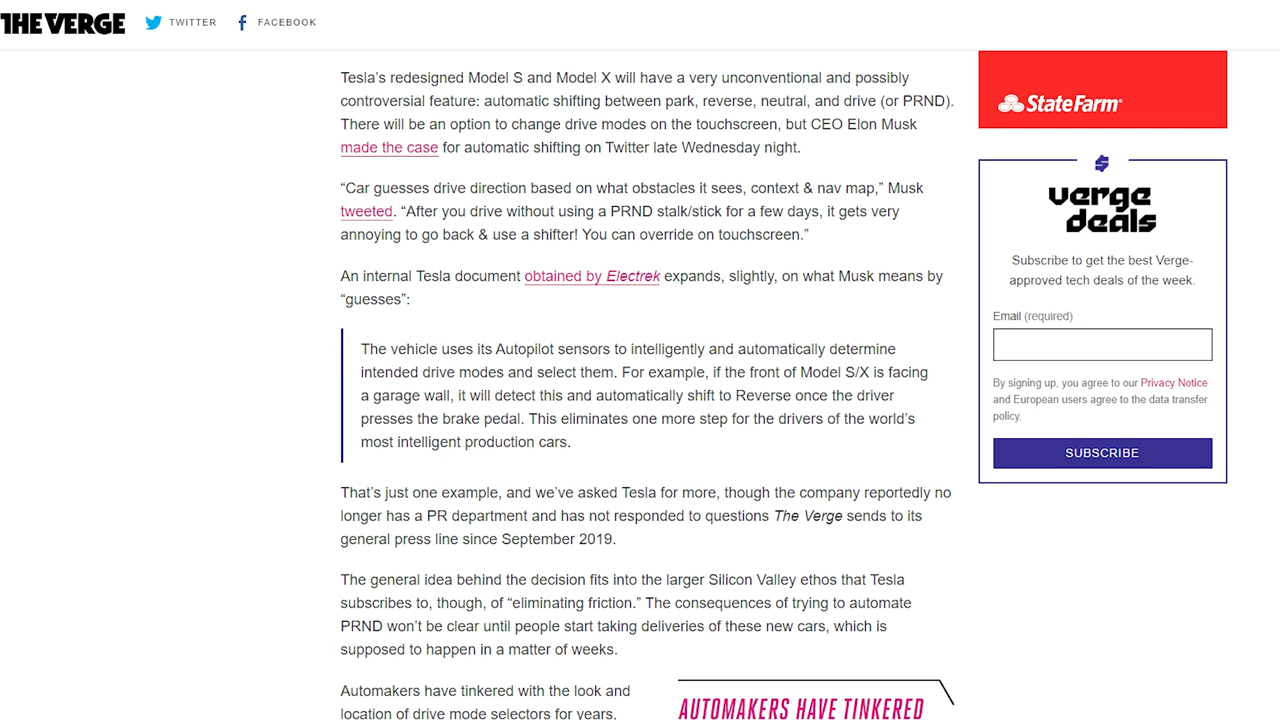 THE VERGE TWITTER FACEBOOK
Tesla’s redesigned Model S and Model X will have a very unconventional and possibly
controversial feature: automatic shifting between park, reverse, neutral, and drive (or PRND).
There will be an option to change drive modes on the touchscreen, but CEO Elon Musk
made the case for automatic shifting on Twitter late Wednesday night.
“Car guesses drive direction based on what obstacles it sees, context & nav map,” Musk
tweeted. “After you drive without using a PRND stalk/stick for a few days, it gets very
annoying to go back & use a shifter! You can override on touchscreen.”
An internal Tesla document obtained by Electrek expands, slightly, on what Musk means by
“guesses”:
The vehicle uses its Autopilot sensors to intelligently and automatically determine
intended drive modes and select them. For example, if the front of Model S/X is facing
a garage wall, it will detect this and automatically shift to Reverse once the driver
presses the brake pedal. This eliminates one more step for the drivers of the world’s
most intelligent production cars.
That’s just one example, and we’ve asked Tesla for more, though the company reportedly no
longer has a PR department and has not responded to questions The Verge sends to its
general press line since September 2019.
The general idea behind the decision fits into the larger Silicon Valley ethos that Tesla
subscribes to, though, of “eliminating friction.” The consequences of trying to automate
PRND won’t be clear until people start taking deliveries of these new cars, which is
supposed to happen in a matter of weeks.
Automakers have tinkered with the look and
location of drive mode selectors for years,
AUTOMAKERS HAVE TINKERED
StateFarm
$
verge
deals
Subscribe to get the best Verge-
approved tech deals of the week.
Email (required)
By signing up, you agree to our Privacy Notice
and European users agree to the data transfer
policy.
SUBSCRIBE